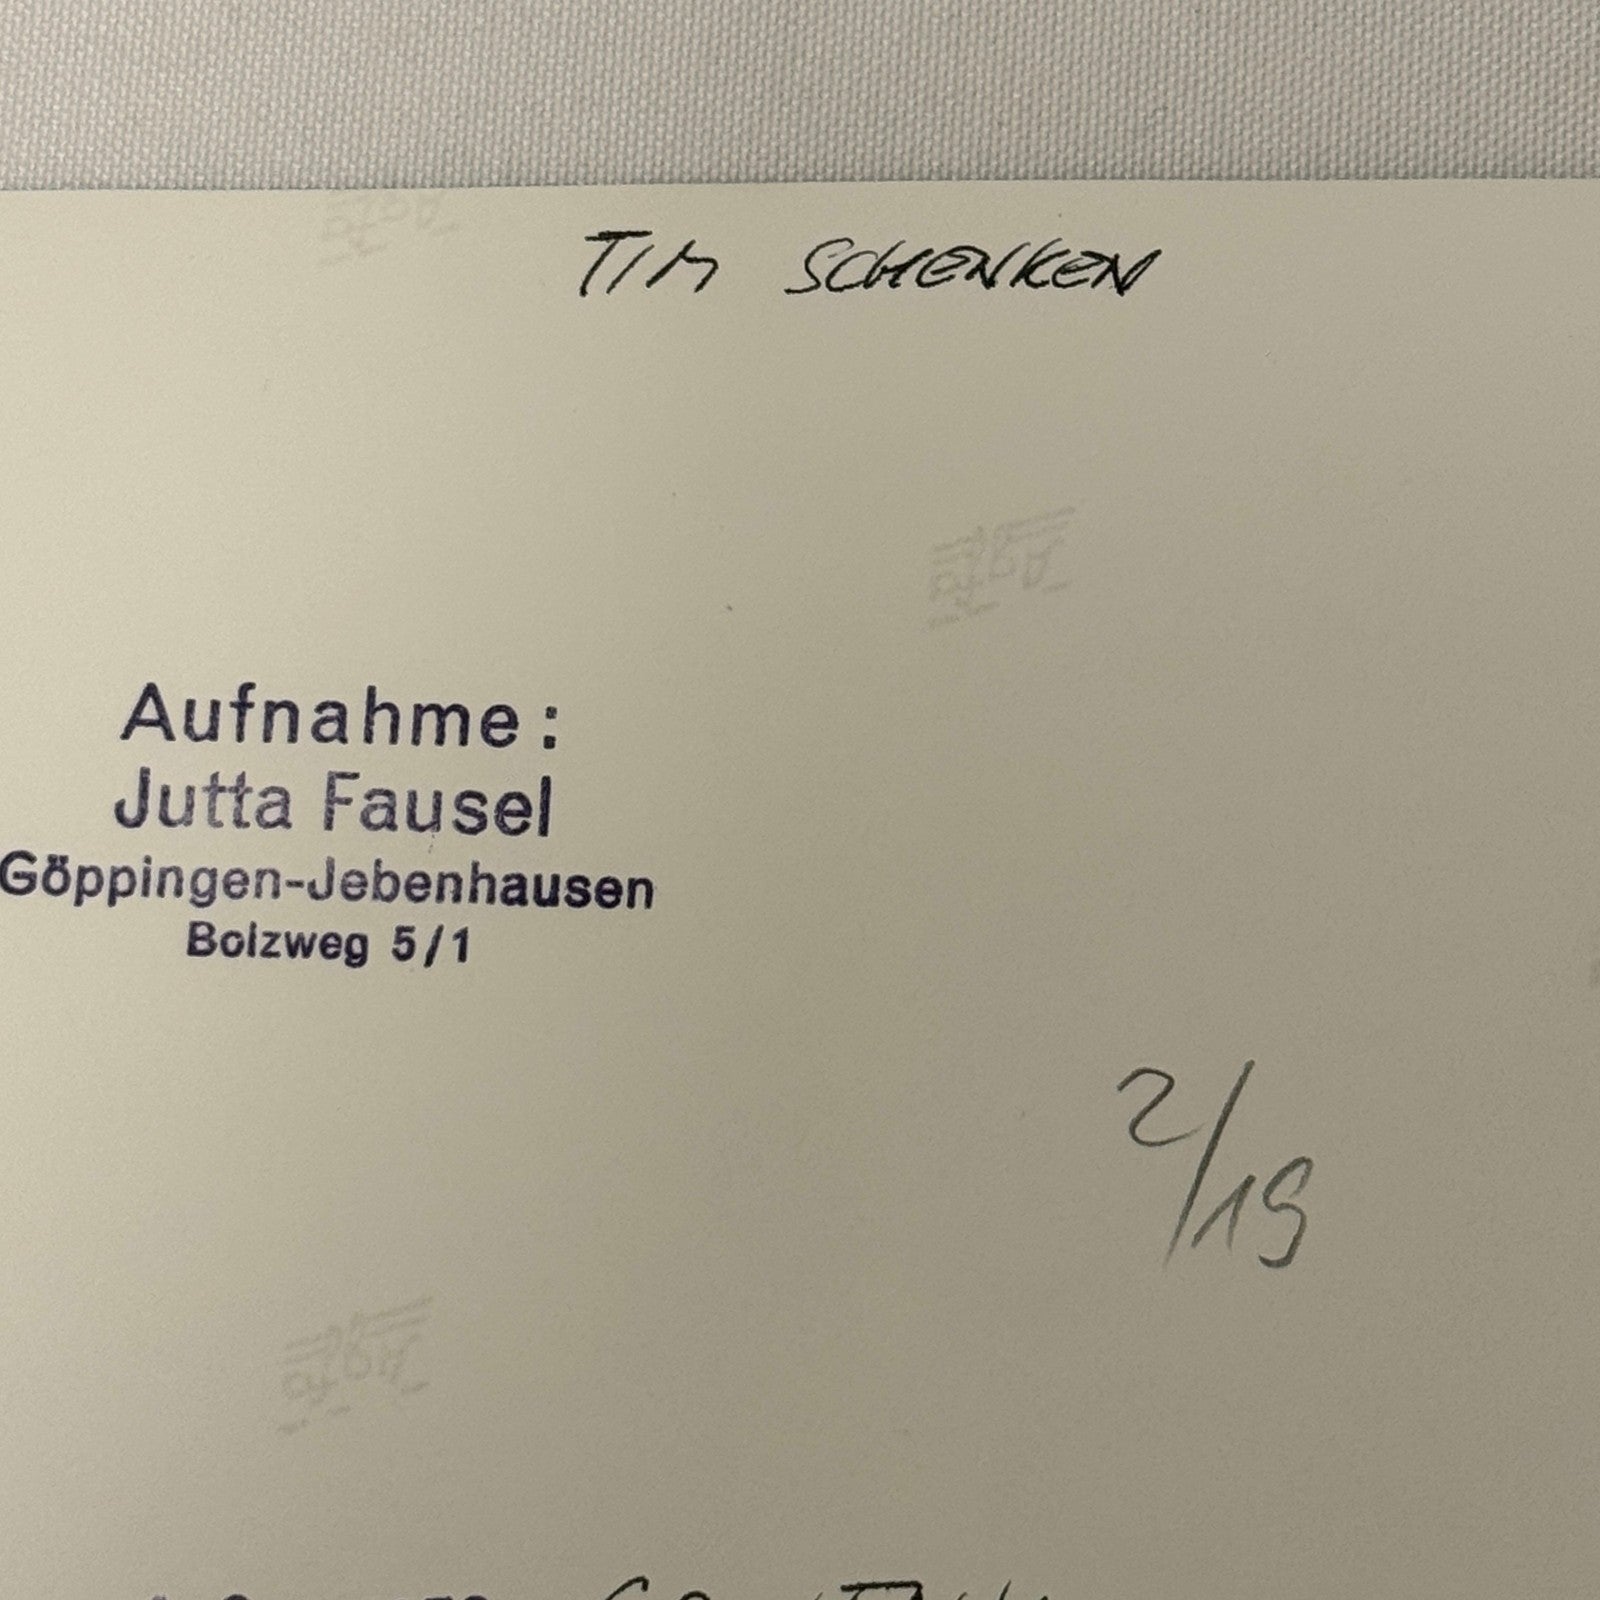 TIM SCHENKEN
Aufnahme:
Jutta Fausel
Göppingen-Jebenhausen
Bolzweg 5/1
2/19